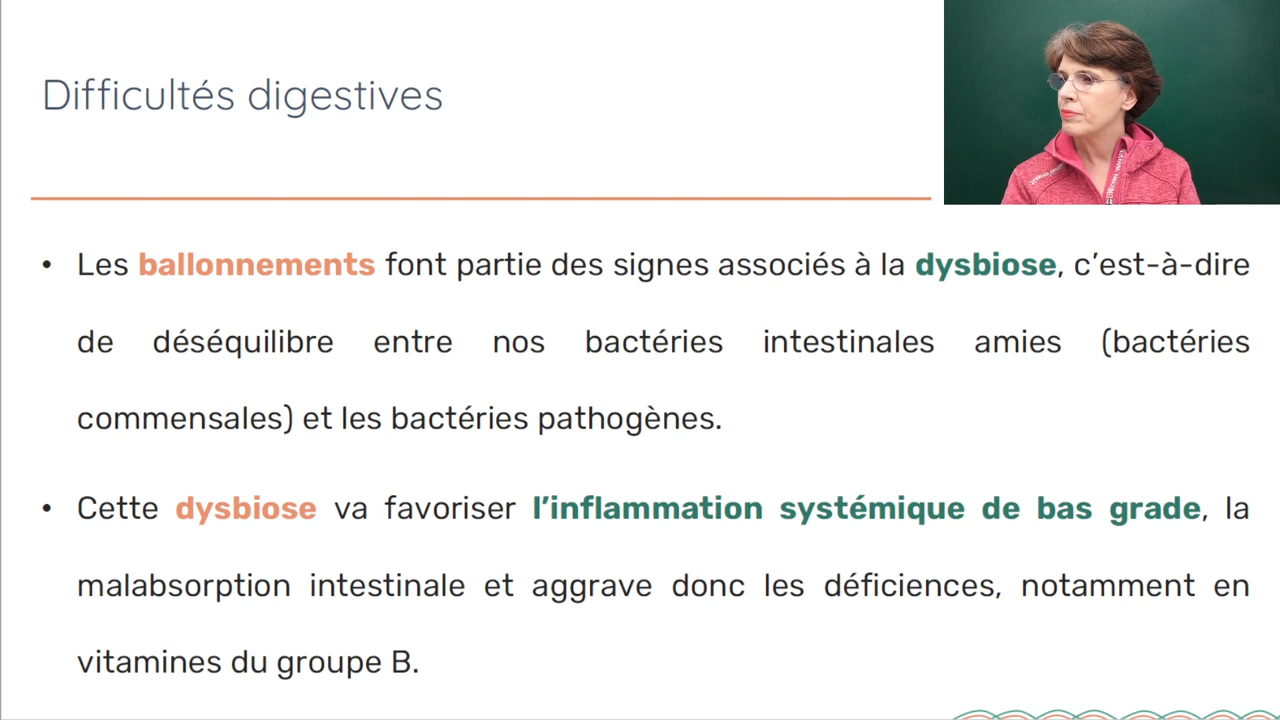 Difficultés digestives
• Les ballonnements font partie des signes associés à la dysbiose, c’est-à-dire
de déséquilibre entre nos bactéries intestinales amies (bactéries
commensales) et les bactéries pathogènes.
• Cette dysbiose va favoriser l’inflammation systémique de bas grade, la
malabsorption intestinale et aggrave donc les déficiences, notamment en
vitamines du groupe B.